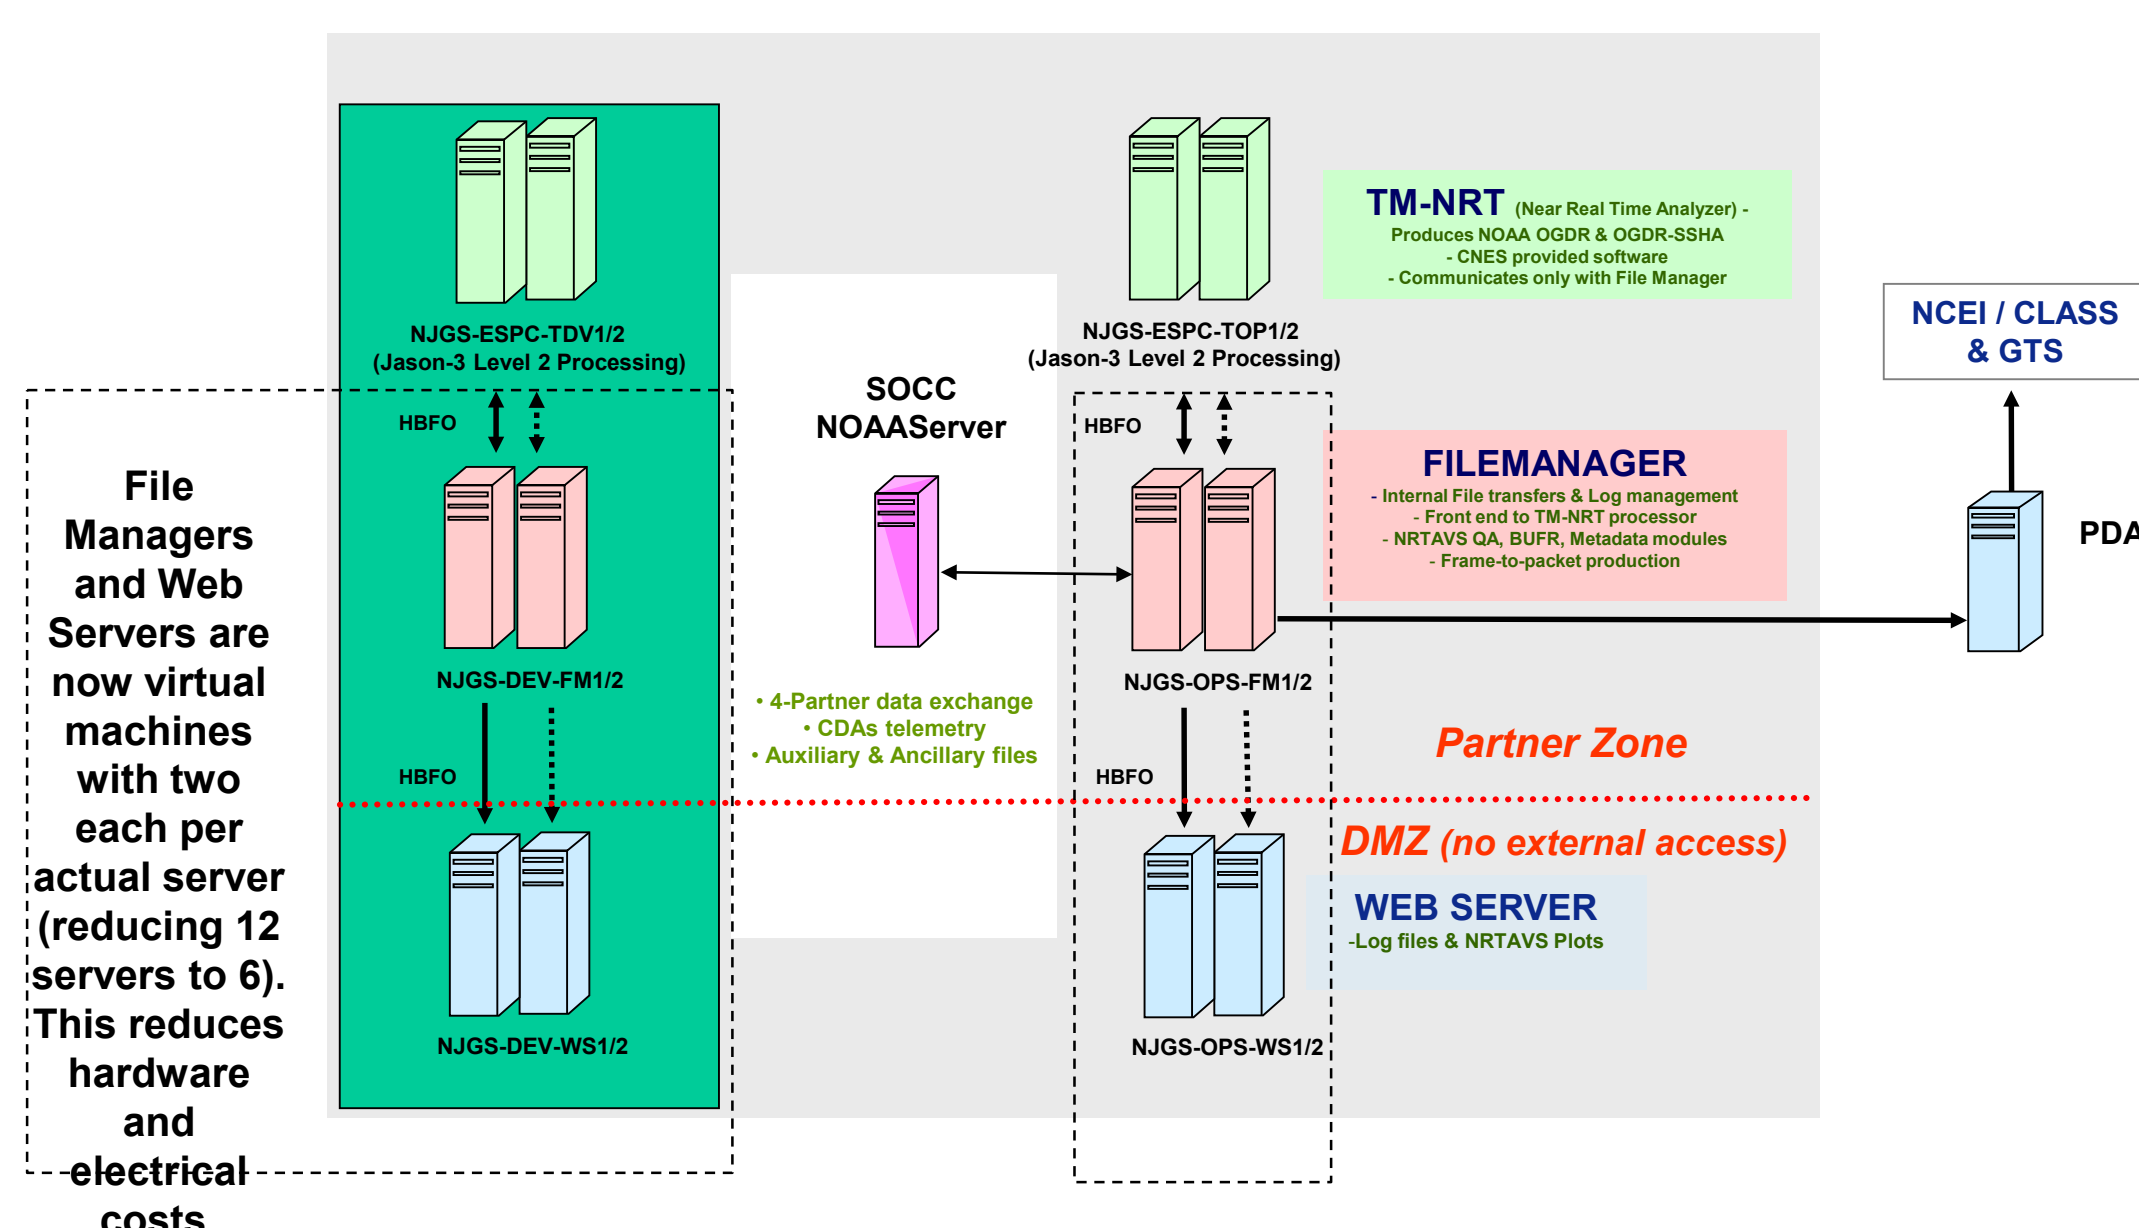 File
Managers
and Web
Servers are
now virtual
machines
with two
each per
actual server
(reducing 12
servers to 6).
This reduces
hardware
and
electrical
costs
NJGS-ESPC-TDV1/2
(Jason-3 Level 2 Processing)
HBFO
NJGS-DEV-FM1/2
HBFO
NJGS-DEV-WS1/2
SOCC
NOAAServer
• 4-Partner data exchange
• CDAs telemetry
• Auxiliary & Ancillary files
NJGS-ESPC-TOP1/2
(Jason-3 Level 2 Processing)
HBFO
NJGS-OPS-FM1/2
HBFO
NJGS-OPS-WS1/2
TM-NRT (Near Real Time Analyzer) -
Produces NOAA OGDR & OGDR-SSHA
- CNES provided software
- Communicates only with File Manager
FILEMANAGER
- Internal File transfers & Log management
- Front end to TM-NRT processor
- NRTAVS QA, BUFR, Metadata modules
- Frame-to-packet production
Partner Zone
DMZ (no external access)
WEB SERVER
-Log files & NRTAVS Plots
NCEI / CLASS
& GTS
PDA